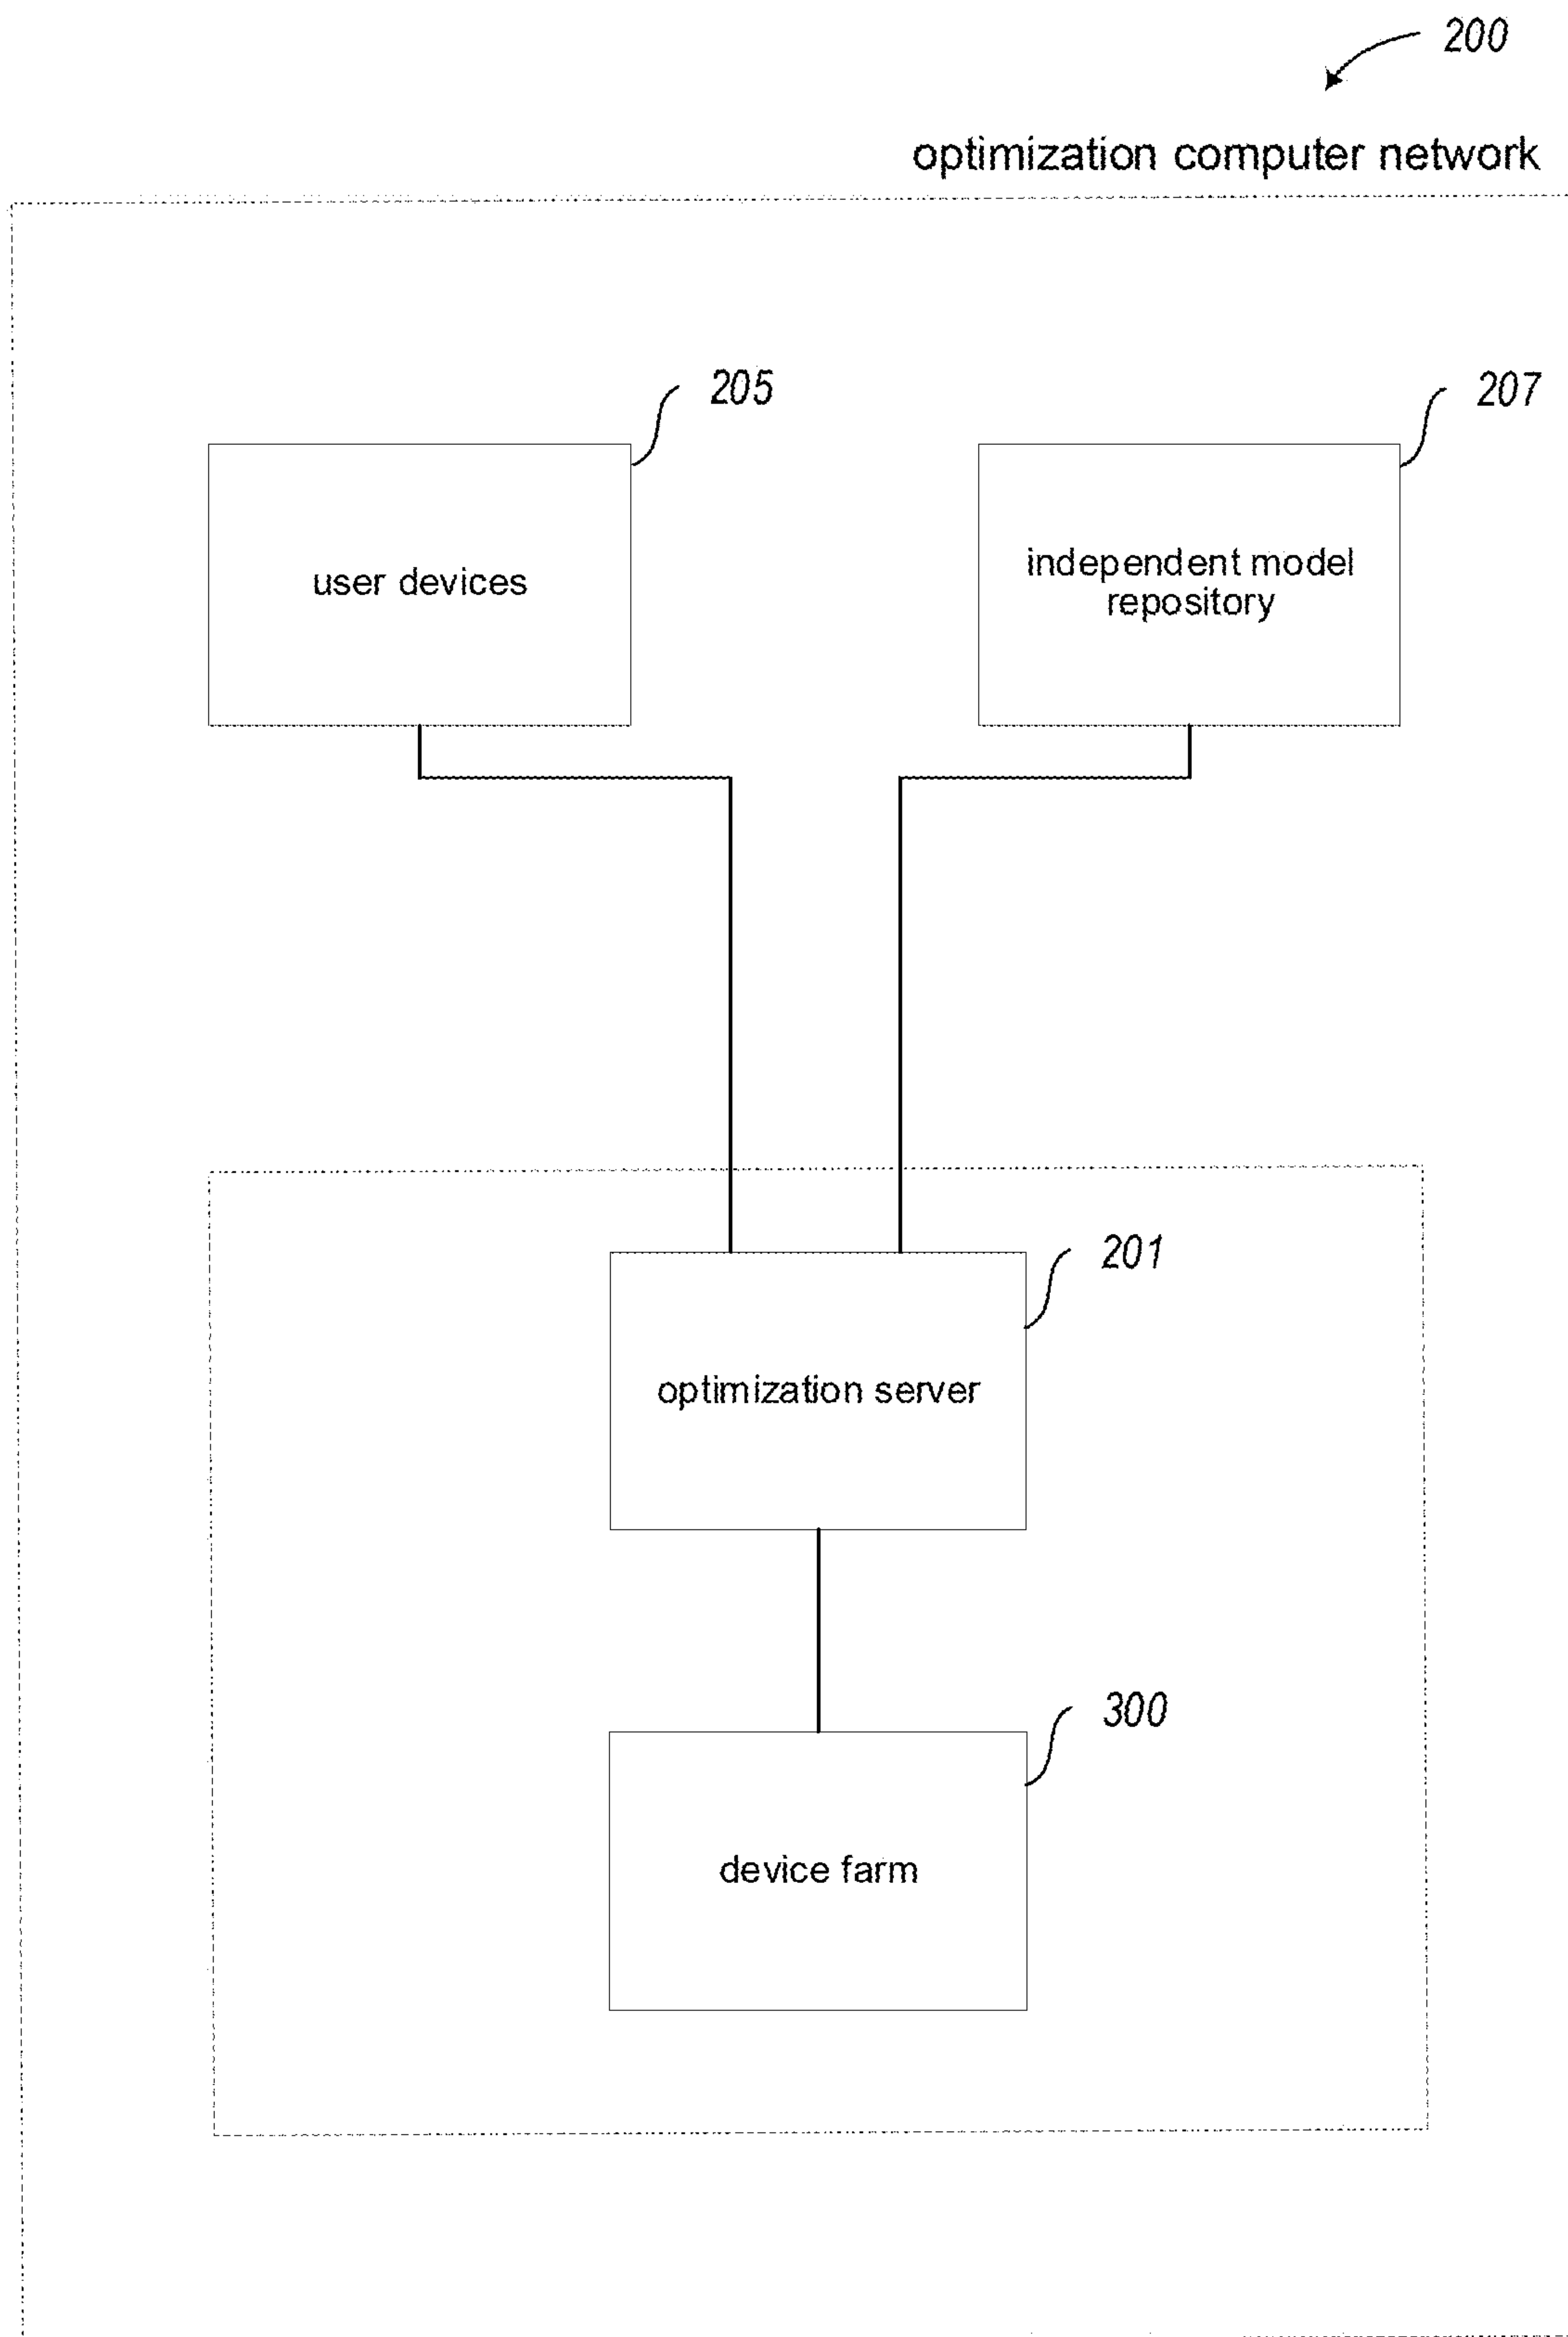 200
optimization computer network
205
207
user devices
independent model
repository
201
optimization server
300
device farm